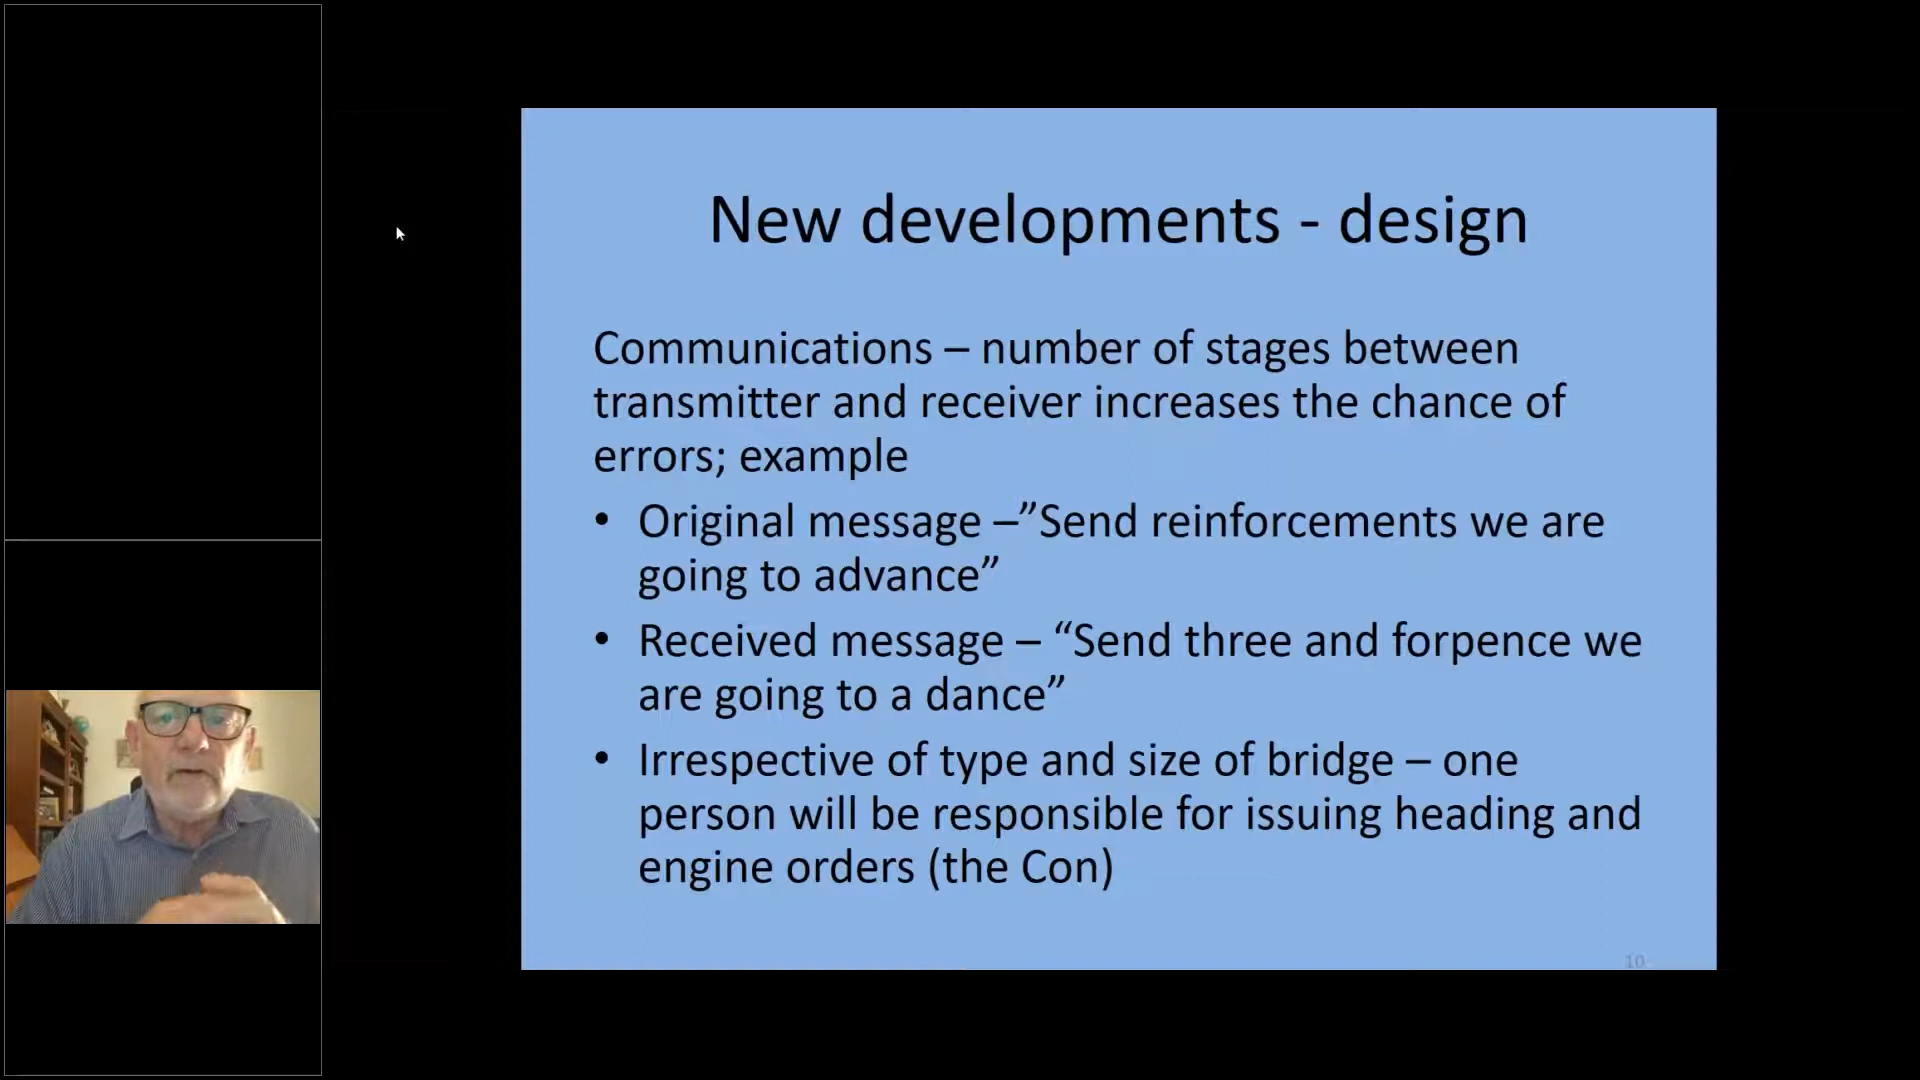 New developments - design
Communications – number of stages between
transmitter and receiver increases the chance of
errors; example
• Original message –”Send reinforcements we are
going to advance”
• Received message – “Send three and forpence we
are going to a dance”
• Irrespective of type and size of bridge – one
person will be responsible for issuing heading and
engine orders (the Con)
10